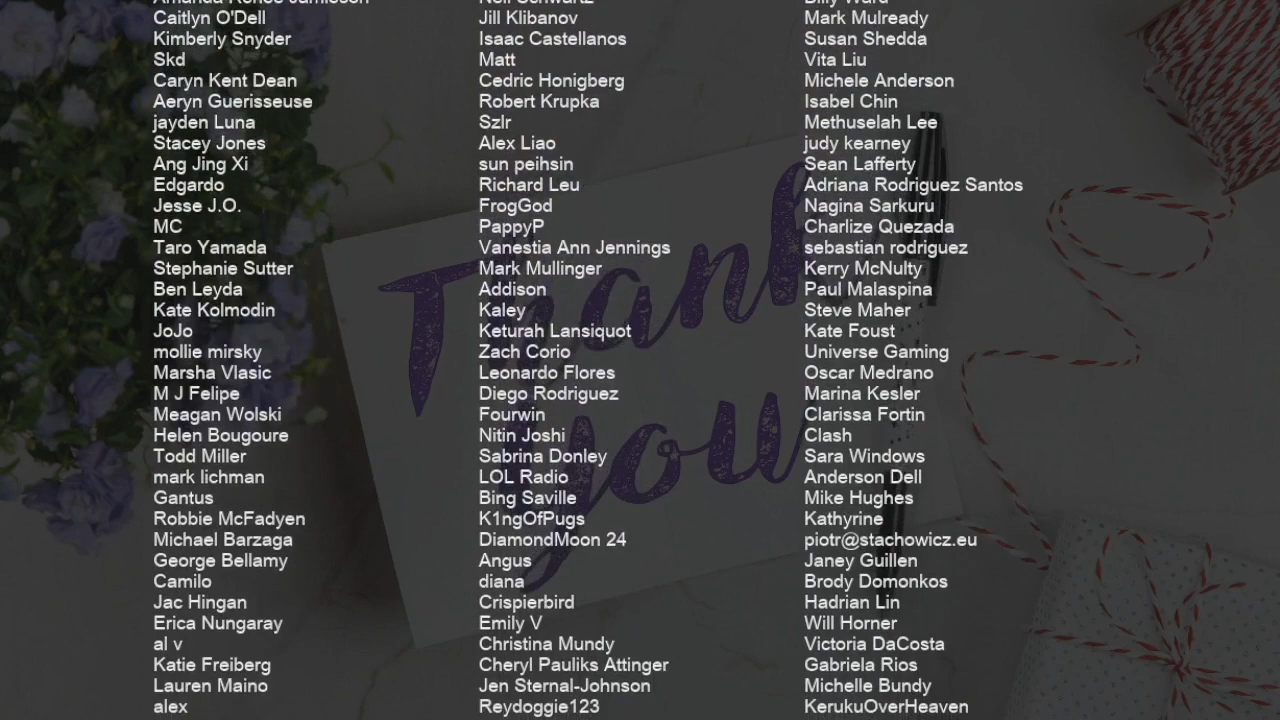 Caitlyn O'Dell
Kimberly Snyder
Skd
Caryn Kent Dean
Aeryn Guerisseuse
jayden Luna
Stacey Jones
Ang Jing Xi
Edgardo
Jesse J.O.
MC
Taro Yamada
Stephanie Sutter
Ben Leyda
Kate Kolmodin
JoJo
mollie mirsky
Marsha Vlasic
M J Felipe
Meagan Wolski
Helen Bougoure
Todd Miller
mark lichman
Gantus
Robbie McFadyen
Michael Barzaga
George Bellamy
Camilo
Jac Hingan
Erica Nungaray
al v
Katie Freiberg
Lauren Maino
alex
Neil Schwartz
Jill Klibanov
Isaac Castellanos
Matt
Cedric Honigberg
Robert Krupka
Szlr
Alex Liao
sun peihsin
Richard Leu
FrogGod
PappyP
Vanestia Ann Jennings
Mark Mullinger
Addison
Kaley
Keturah Lansiquot
Zach Corio
Leonardo Flores
Diego Rodriguez
Fourwin
Nitin Joshi
Sabrina Donley
LOL Radio
Bing Saville
K1ngOfPugs
DiamondMoon 24
Angus
diana
Crispierbird
Emily V
Christina Mundy
Cheryl Pauliks Attinger
Jen Sternal-Johnson
Reydoggie123
Billy Ward
Mark Mulready
Susan Shedda
Vita Liu
Michele Anderson
Isabel Chin
Methuselah Lee
judy kearney
Sean Lafferty
Adriana Rodriguez Santos
Nagina Sarkuru
Charlize Quezada
sebastian rodriguez
Kerry McNulty
Paul Malaspina
Steve Maher
Kate Foust
Universe Gaming
Oscar Medrano
Marina Kesler
Clarissa Fortin
Clash
Sara Windows
Anderson Dell
Mike Hughes
Kathyrine
piotr@stachowicz.eu
Janey Guillen
Brody Domonkos
Hadrian Lin
Will Horner
Victoria DaCosta
Gabriela Rios
Michelle Bundy
KerukuOverHeaven
Thank
you